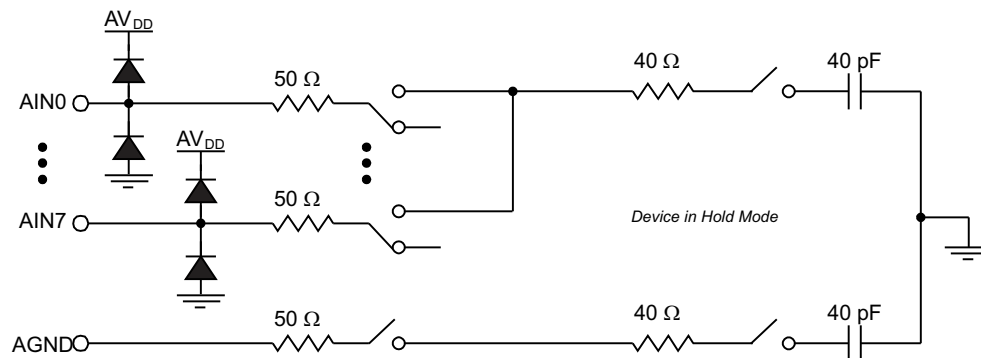 AVDD
50 Ω
40 Ω
40 pF
AIN0
AVDD
50 Ω
AIN7
Device in Hold Mode
50 Ω
40 Ω
40 pF
AGND